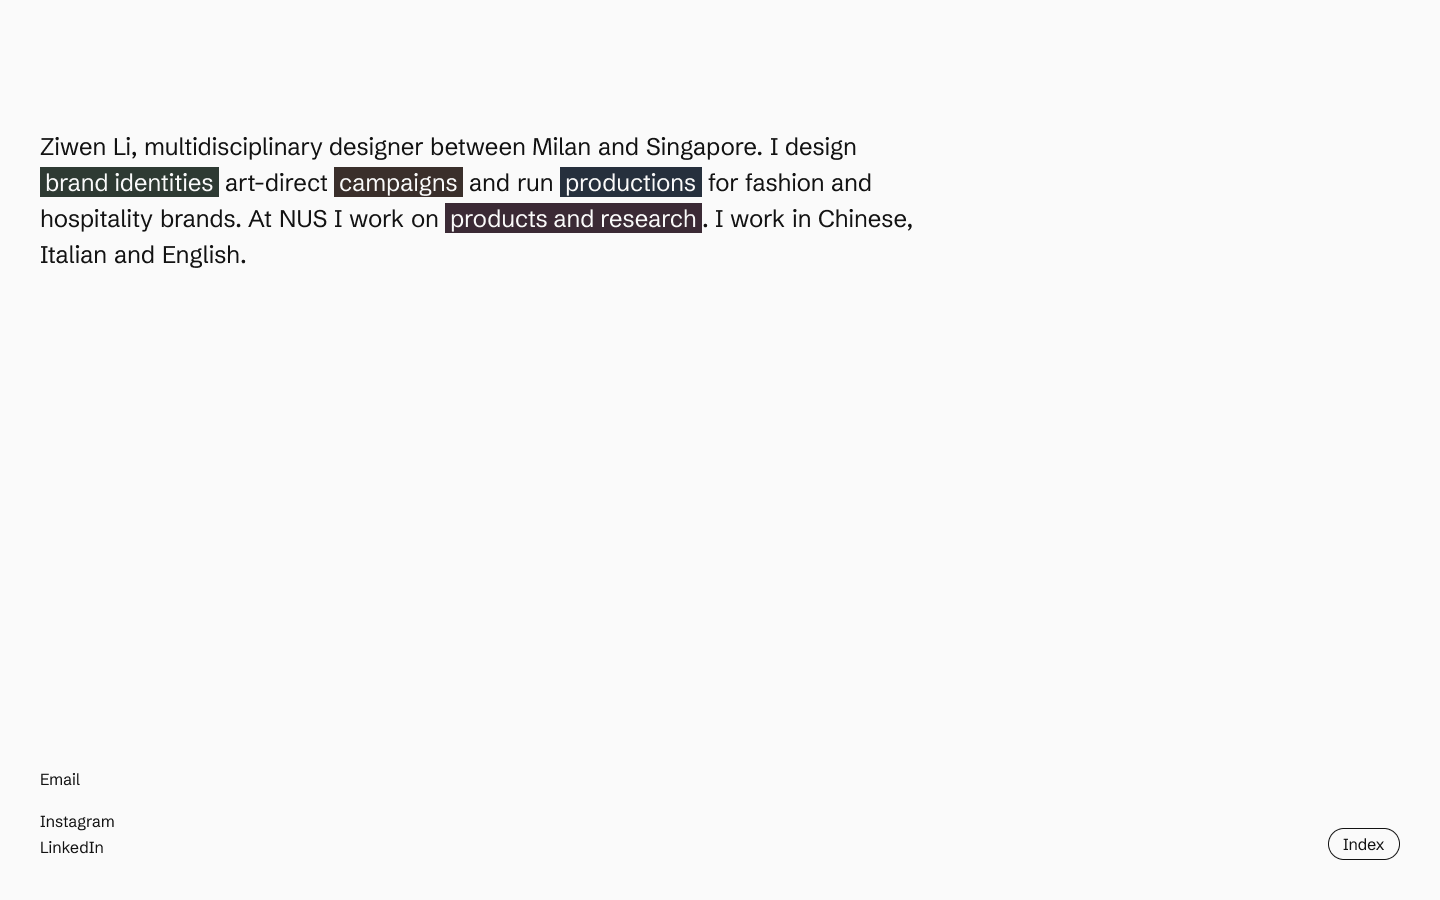 Ziwen Li, multidisciplinary designer between Milan and Singapore. I design
brand identities art-direct campaigns and run productions for fashion and
hospitality brands. At NUS I work on products and research. I work in Chinese,
Italian and English.
Email
Instagram
LinkedIn
Index